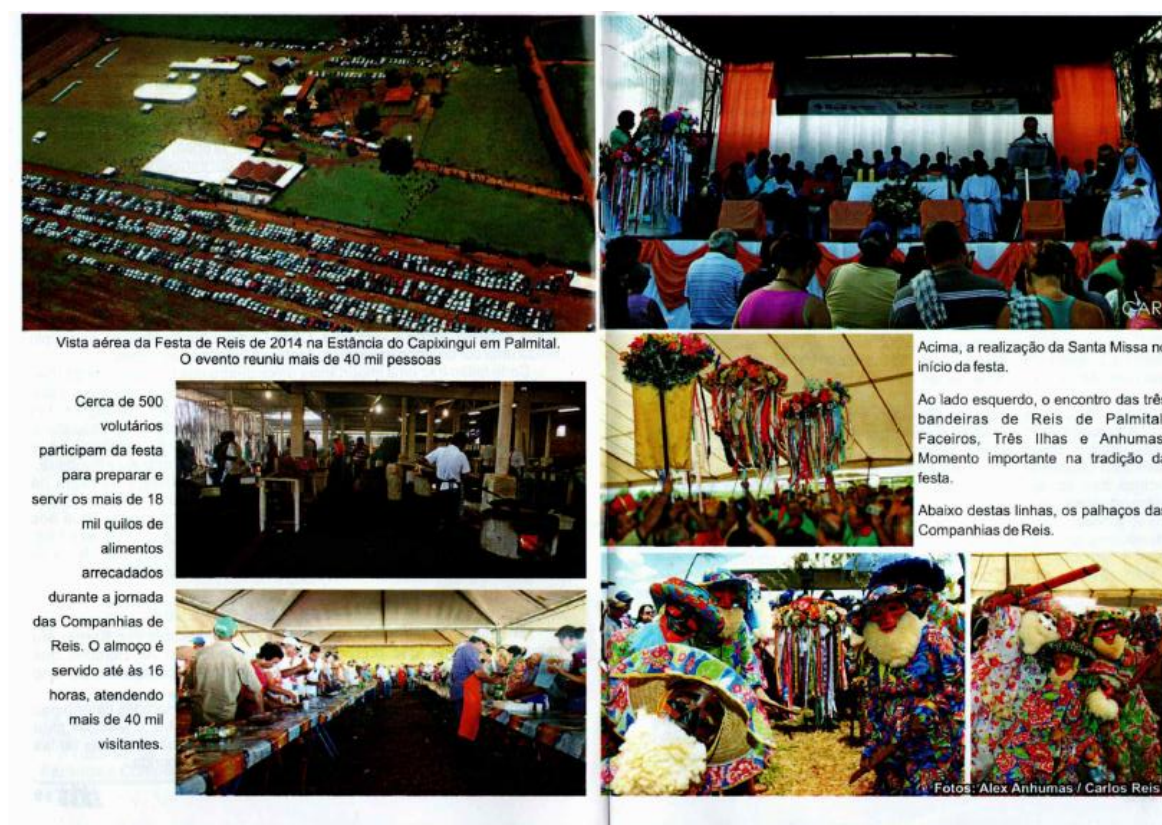 Vista aérea da Festa de Reis de 2014 na Estância do Capixingui em Palmital.
O evento reuniu mais de 40 mil pessoas
Cerca de 500
volutários
participam da festa
para preparar e
servir os mais de 18
mil quilos de
alimentos
arrecadados
durante a jornada
das Companhias de
Reis. O almoço é
servido até às 16
horas, atendendo
mais de 40 mil
visitantes.
CAR
Acima, a realização da Santa Missa no
início da festa.
Ao lado esquerdo, o encontro das três
bandeiras de Reis de Palmital
Faceiros, Três Ilhas e Anhumas
Momento importante na tradição da
festa.
Abaixo destas linhas, os palhaços das
Companhias de Reis.
Fotos: Alex Anhumas / Carlos Reis